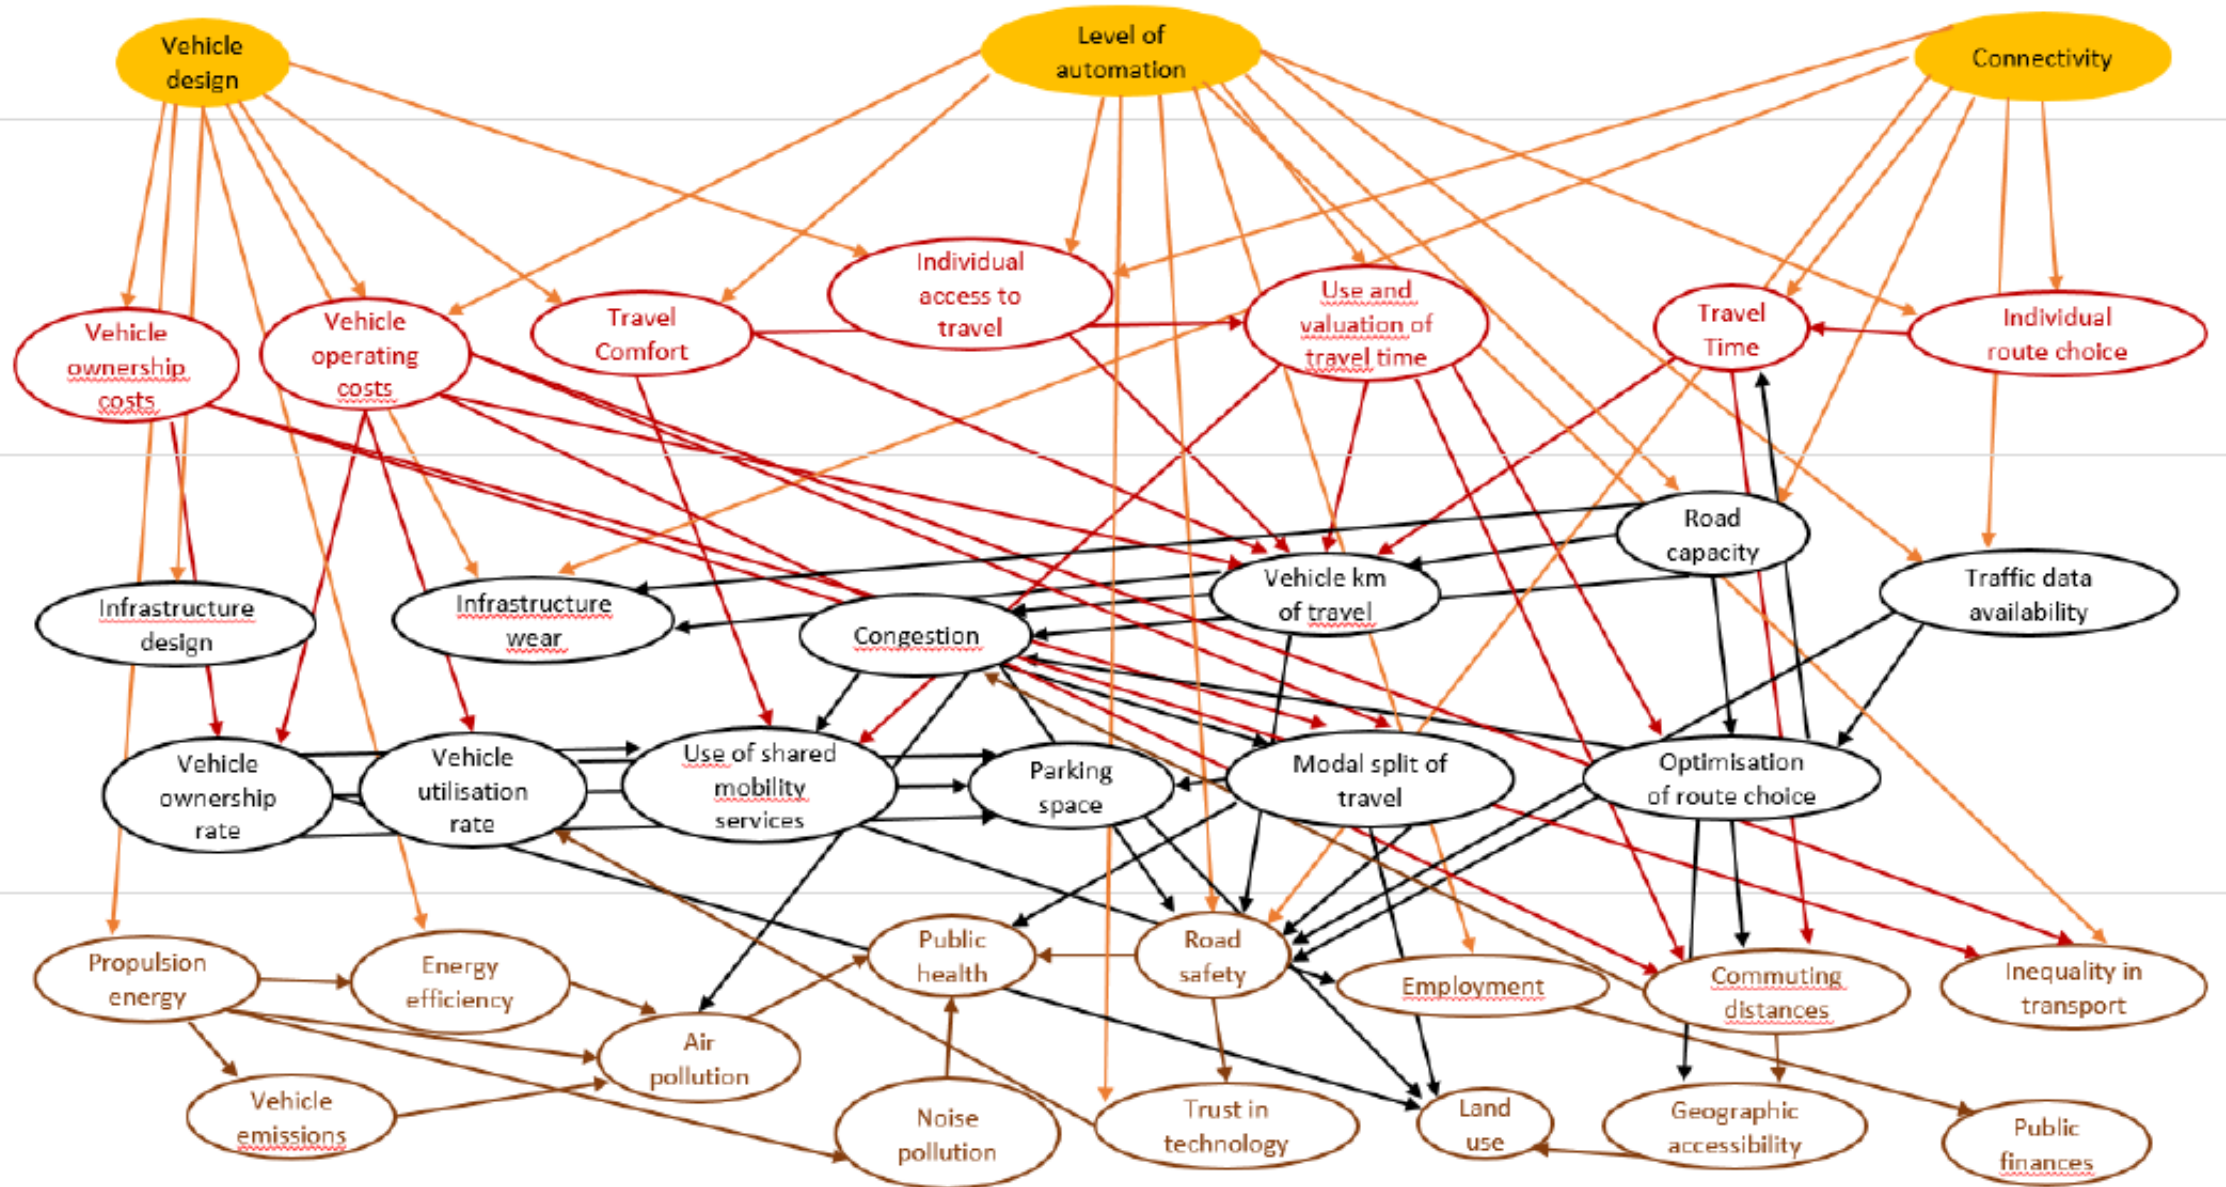 Vehicle
design
Level of
automation
Connectivity
Vehicle
ownership
costs
Vehicle
operating
costs
Travel
Comfort
Individual
access to
travel
Use and
valuation of
travel time
Travel
Time
Individual
route choice
Infrastructure
design
Infrastructure
wear
Congestion
Vehicle km
of travel
Road
capacity
Traffic data
availability
Vehicle
ownership
rate
Vehicle
utilisation
rate
Use of shared
mobility
services
Parking
space
Modal split of
travel
Optimisation
of route choice
Propulsion
energy
Energy
efficiency
Public
health
Road
safety
Employment
Commuting
distances
Inequality in
transport
Air
pollution
Vehicle
emissions
Noise
pollution
Trust in
technology
Land
use
Geographic
accessibility
Public
finances